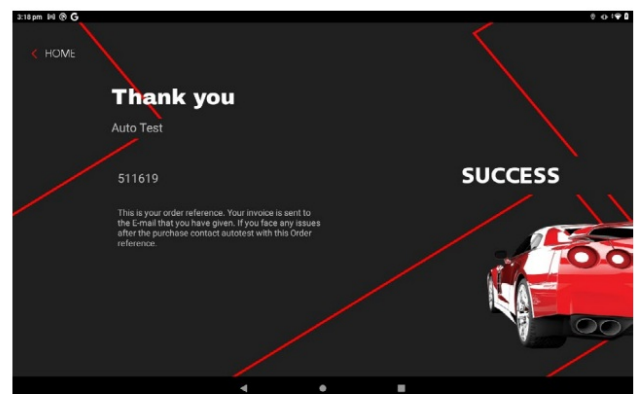 3:18 pm
HOME
Thank you
Auto Test
511619
SUCCESS
This is your order reference. Your invoice is sent to
the E-mail that you have given. If you face any issues
after the purchase contact autotest with this Order
reference.